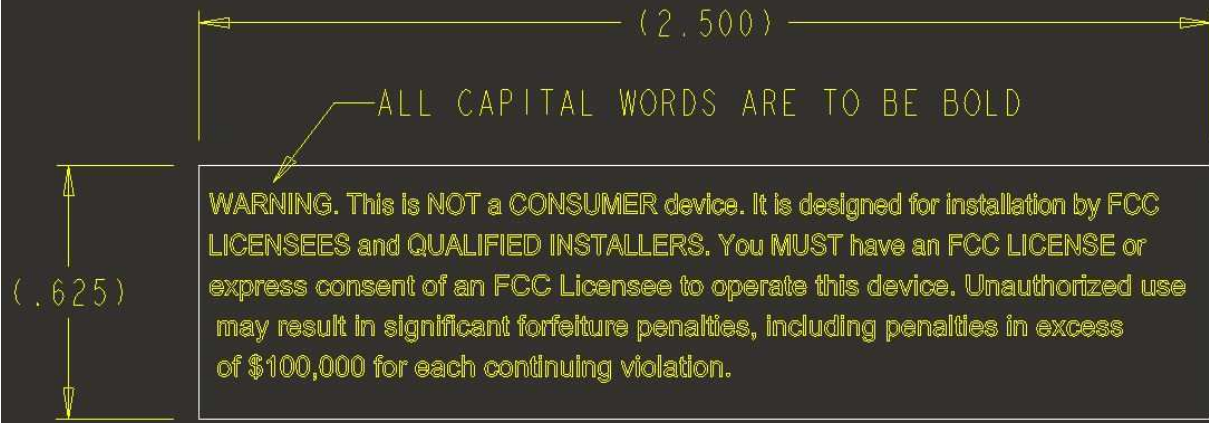 (2.500)
ALL CAPITAL WORDS ARE TO BE BOLD
WARNING. This is NOT a CONSUMER device. It is designed for installation by FCC
LICENSEES and QUALIFIED INSTALLERS. You MUST have an FCC LICENSE or
(.625)
express consent of an FCC Licensee to operate this device. Unauthorized use
may result in significant forfeiture penalties, including penalties in excess
of $100,000 for each continuing violation.